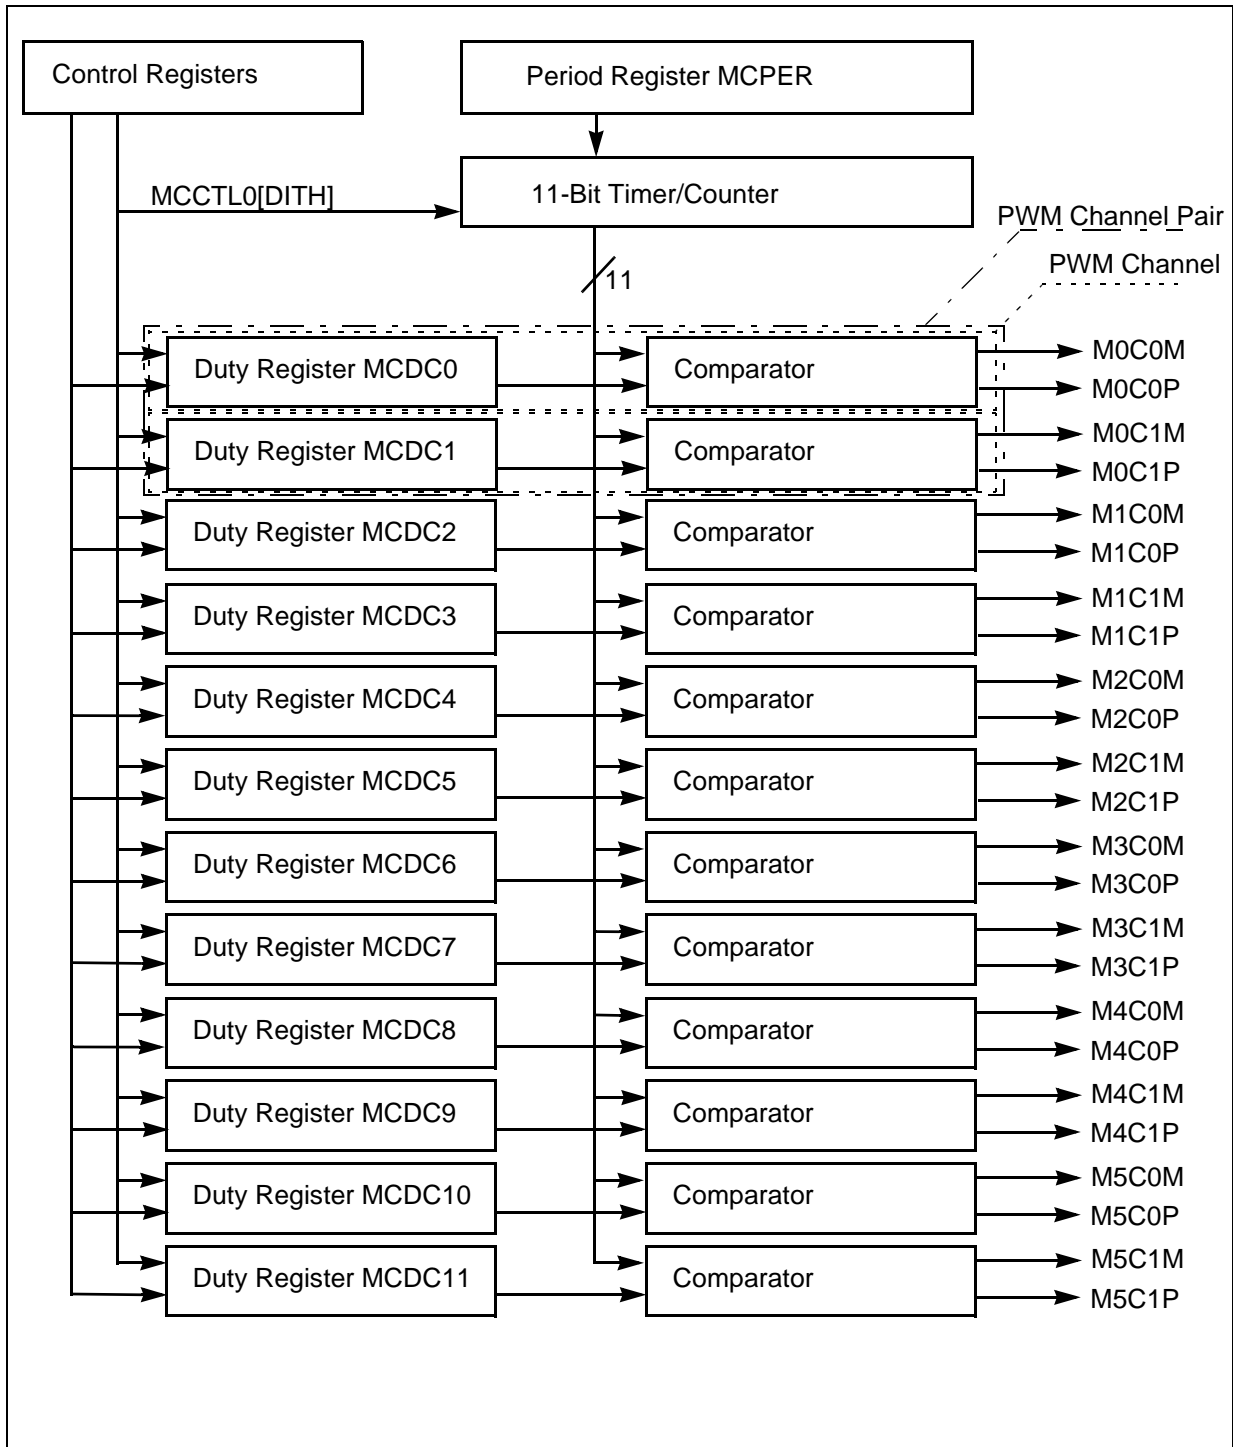 Control Registers
Period Register MCPER
11-Bit Timer/Counter
MCCTL0[DITH]
PWM Channel Pair
PWM Channel
11
Duty Register MCDC0
Comparator
M0C0M
M0C0P
Duty Register MCDC1
Comparator
M0C1M
M0C1P
Duty Register MCDC2
Comparator
M1C0M
M1C0P
Duty Register MCDC3
Comparator
M1C1M
M1C1P
Duty Register MCDC4
Comparator
M2C0M
M2C0P
Duty Register MCDC5
Comparator
M2C1M
M2C1P
Duty Register MCDC6
Comparator
M3C0M
M3C0P
Duty Register MCDC7
Comparator
M3C1M
M3C1P
Duty Register MCDC8
Comparator
M4C0M
M4C0P
Duty Register MCDC9
Comparator
M4C1M
M4C1P
Duty Register MCDC10
Comparator
M5C0M
M5C0P
Duty Register MCDC11
Comparator
M5C1M
M5C1P